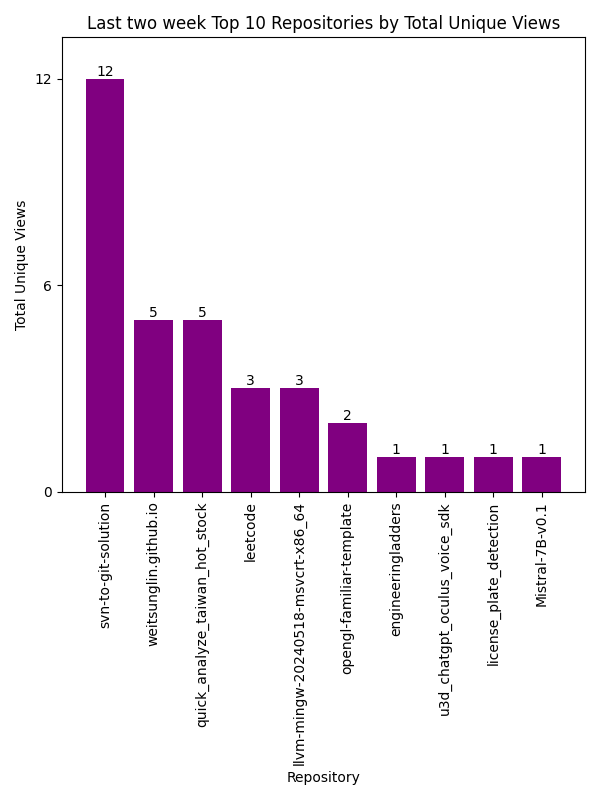 Last two week Top 10 Repositories by Total Unique Views
Total Unique Views
12
6
0
12
5
5
3
3
2
1
1
1
1
svn-to-git-solution
weitsunglin.github.io
quick_analyze_taiwan_hot_stock
leetcode
llvm-mingw-20240518-msvcrt-x86_64
opengl-familiar-template
engineeringladders
u3d_chatgpt_oculus_voice_sdk
license_plate_detection
Mistral-7B-v0.1
Repository